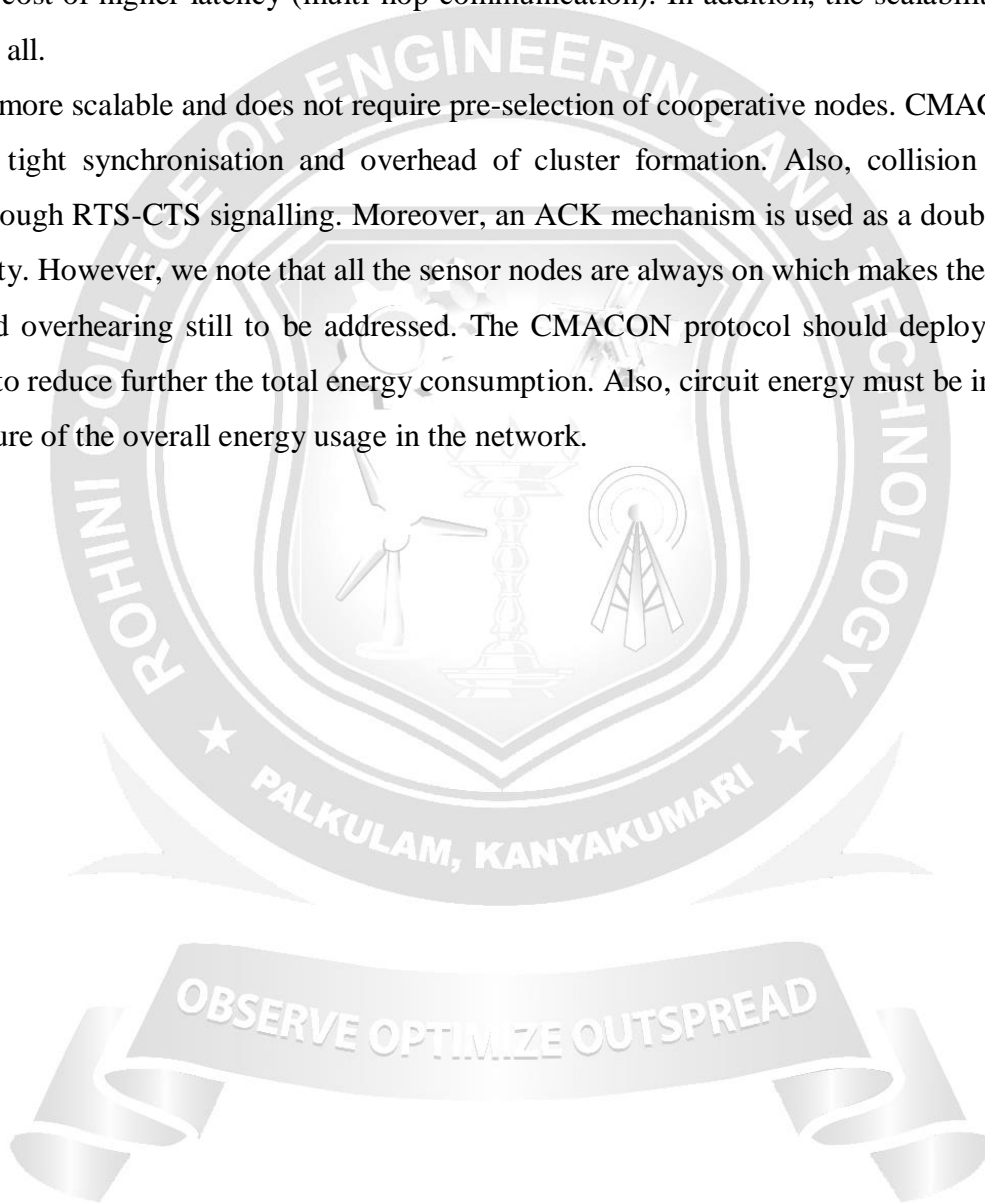 cost of higher latency (multi-hop communication). In addition, the scalabilit
all.
more scalable and does not require pre-selection of cooperative nodes. CMAC
tight synchronisation and overhead of cluster formation. Also, collision
ough RTS-CTS signalling. Moreover, an ACK mechanism is used as a doub
ty. However, we note that all the sensor nodes are always on which makes the
d overhearing still to be addressed. The CMACON protocol should deploy
to reduce further the total energy consumption. Also, circuit energy must be in
ure of the overall energy usage in the network.
ROHINI COLLEGE OF ENGINEERING AND TECHNOLOGY
PALKULAM, KANYAKUMARI
OBSERVE OPTIMIZE OUTSPREAD